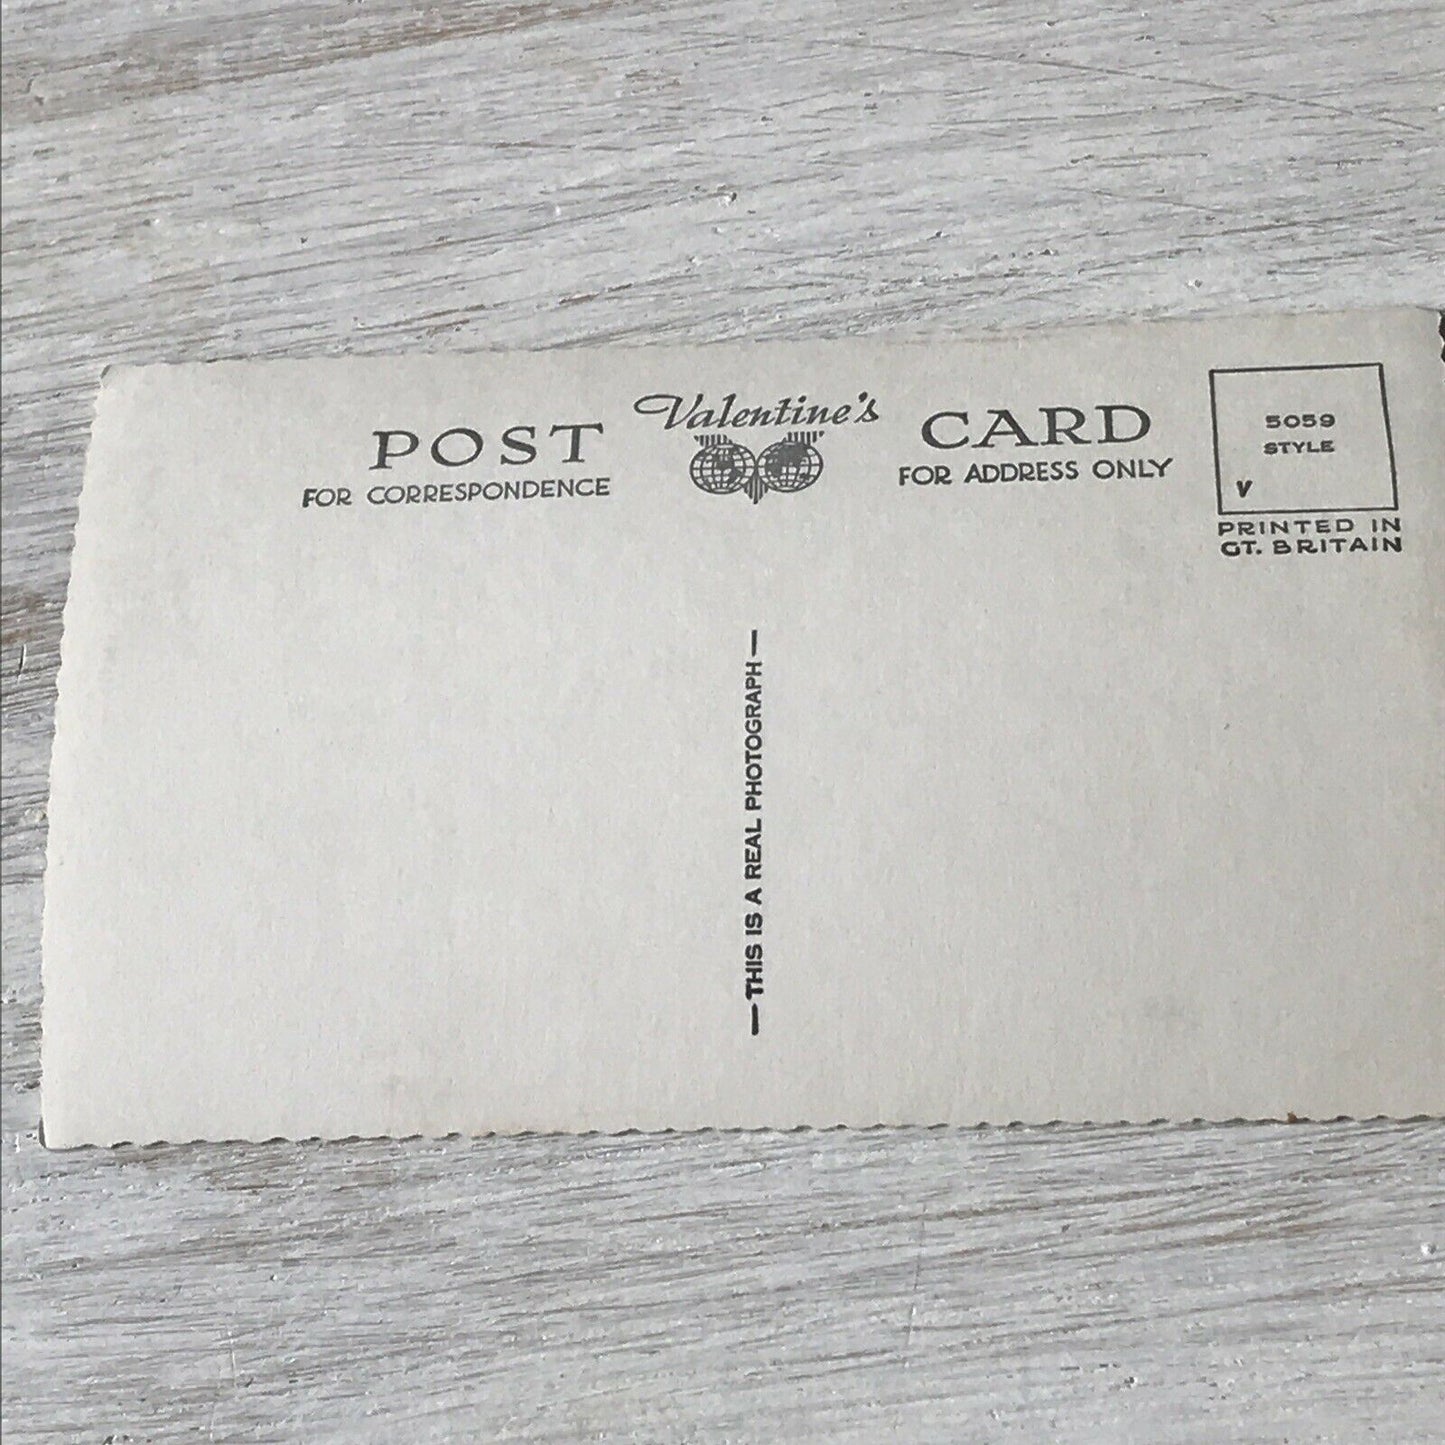 POST Valentine's CARD
FOR CORRESPONDENCE FOR ADDRESS ONLY
5059
STYLE
V
PRINTED IN
GT. BRITAIN
—THIS IS A REAL PHOTOGRAPH—